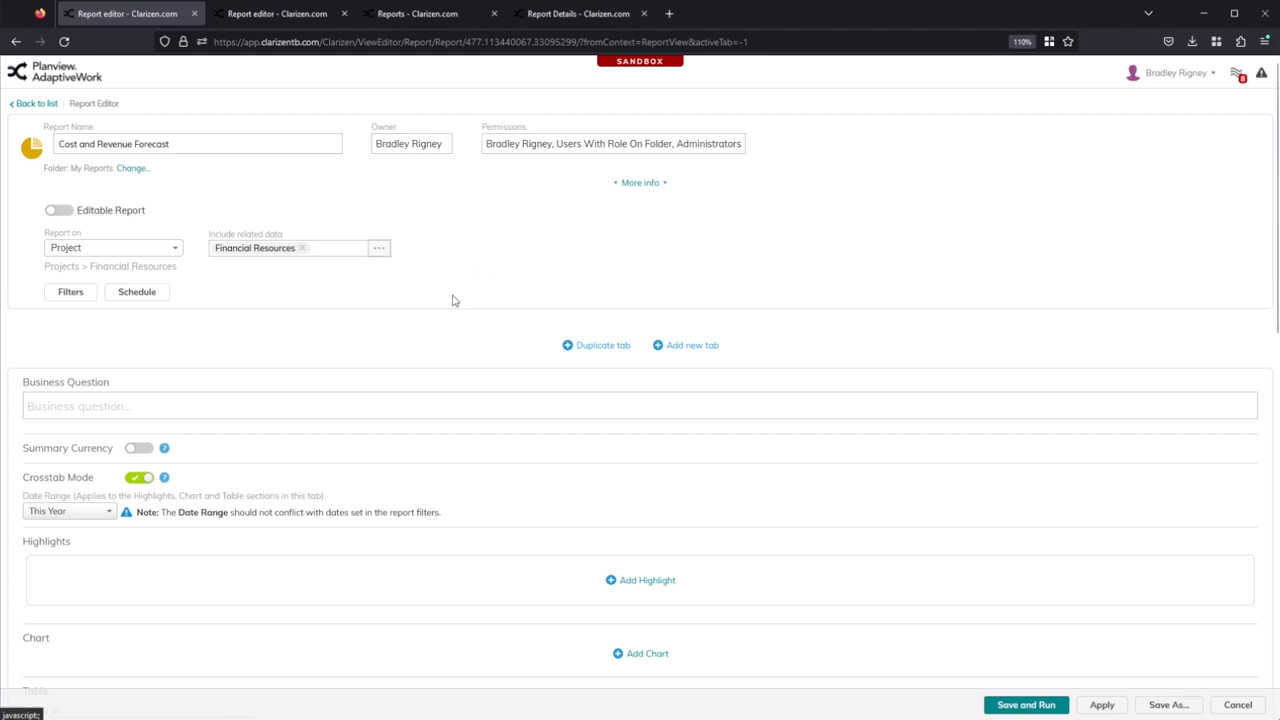 Report editor - Clarizen.com
Report editor - Clarizen.com
Reports - Clarizen.com
Report Details - Clarizen.com
https://app.clarizentb.com/Clarizen/ViewEditor/Report/Report/477.113440067.33095299/?fromContext=ReportView&activeTab=-1
110%
SANDBOX
Planview.
AdaptiveWork
Bradley Rigney
8
Back to list
Report Editor
Report Name
Owner
Permissions
Cost and Revenue Forecast
Bradley Rigney
Bradley Rigney, Users With Role On Folder, Administrators
Folder: My Reports Change...
• More info •
Editable Report
Report on
Include related data
Project
Financial Resources
Projects > Financial Resources
Filters
Schedule
Duplicate tab
Add new tab
Business Question
Business question...
Summary Currency
Crosstab Mode
Date Range (Applies to the Highlights, Chart and Table sections in this tab)
This Year
Note: The Date Range should not conflict with dates set in the report filters.
Highlights
Add Highlight
Chart
Add Chart
Table
Save and Run
Apply
Save As...
Cancel
javascript:;